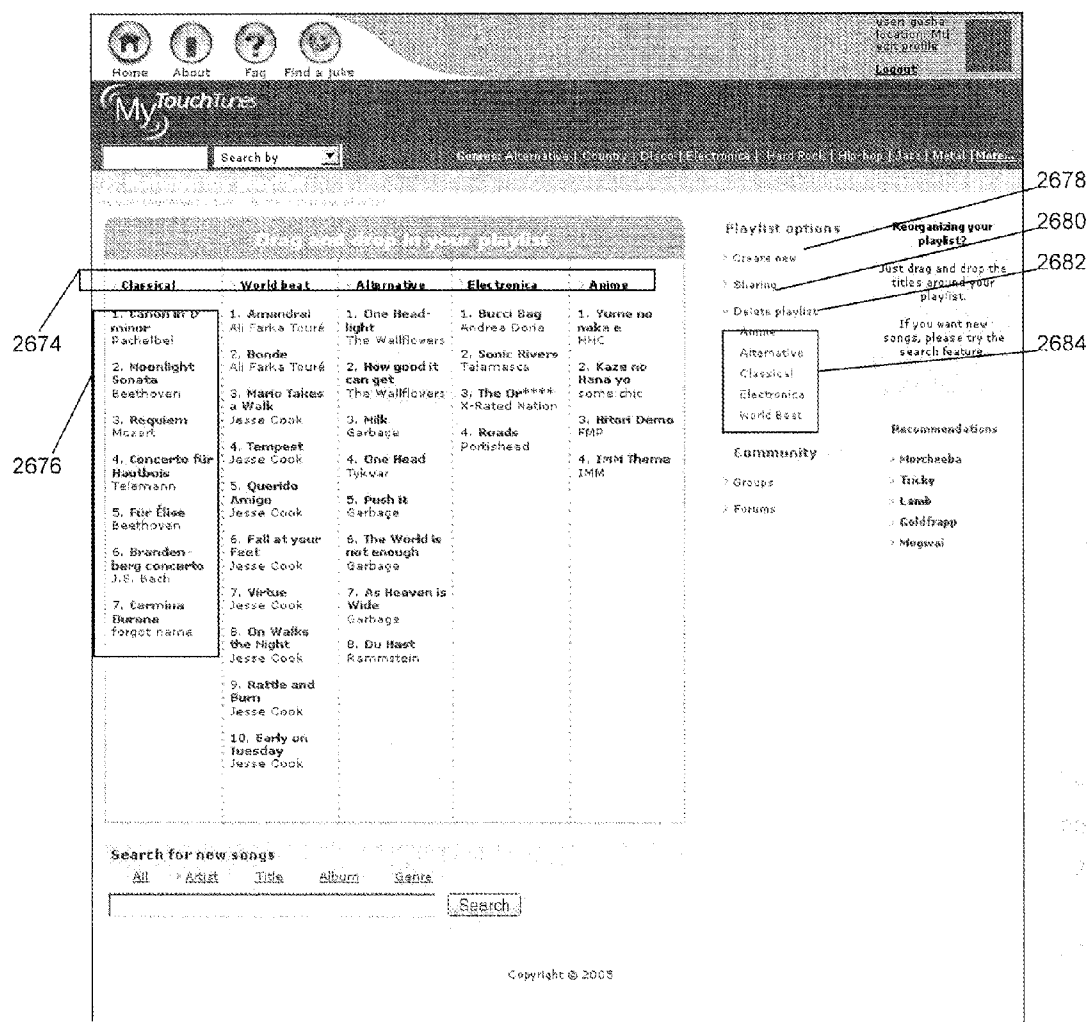 Home About Faq Find a Juke
user: gusha
edit profile
Logout
My TouchTunes
Search by
Genres: Alternative | Country | Disco | Electronica | Hard Rock | Hip-hop | Jazz | Metal | More...
2678
2680
2682
2684
2674
2676
Drag and drop in your playlist
Classical
World beat
Alternative
Electronica
Anime
1. Canon in D
minor
Pachelbel
2. Moonlight
Sonata
Beethoven
3. Requiem
Mozart
4. Concerto für
Hautbois
Telemann
5. Für Élise
Beethoven
6. Branden-
berg concerto
J.S. Bach
7. Carmina
Burana
forgot name
1. Amandrai
Ali Farka Touré
2. Bonde
Ali Farka Touré
3. Mario Takes
a Walk
Jesse Cook
4. Tempest
Jesse Cook
5. Querido
Amigo
Jesse Cook
6. Fall at your
Feet
Jesse Cook
7. Virtue
Jesse Cook
8. On Walks
the Night
Jesse Cook
9. Rattle and
Burn
Jesse Cook
10. Early on
Tuesday
Jesse Cook
1. One Head-
light
The Wallflowers
2. How good it
can get
The Wallflowers
3. Milk
Garbage
4. One Head
Tykwar
5. Push it
Garbage
6. The World is
not enough
Garbage
7. As Heaven is
Wide
Garbage
8. Du Hast
Rammstein
1. Bucci Bag
Andrea Doria
2. Sonic Rivers
Talamasca
3. The Or****
X-Rated Nation
4. Roads
Portishead
1. Yume no
naka e
HHC
2. Kaze no
Hana yo
some chic
3. Hitori Demo
FMP
4. IMM Theme
IMM
Playlist options
Create new
Sharing
Delete playlist
Anime
Alternative
Classical
Electronica
World Beat
Community
Groups
Forums
Reorganizing your
playlist?
Just drag and drop the
titles around your
playlist.
If you want new
songs, please try the
search feature
Recommendations
Morcheeba
Tricky
Lamb
Goldfrapp
Mogwai
Search for new songs
All Artist Title Album Genre
Search
Copyright © 2005